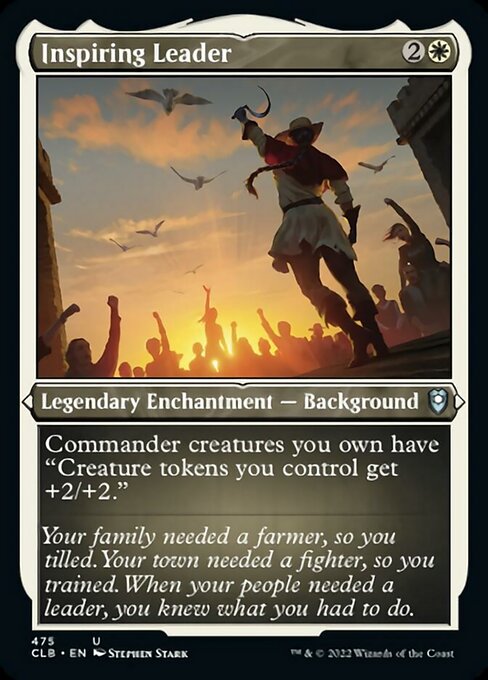 Inspiring Leader 2
Legendary Enchantment — Background
Commander creatures you own have
“Creature tokens you control get
+2/+2.”
Your family needed a farmer, so you
tilled. Your town needed a fighter, so you
trained. When your people needed a
leader, you knew what you had to do.
475 U
CLB • EN Stephen Stark ™ & © 2022 Wizards of the Coast